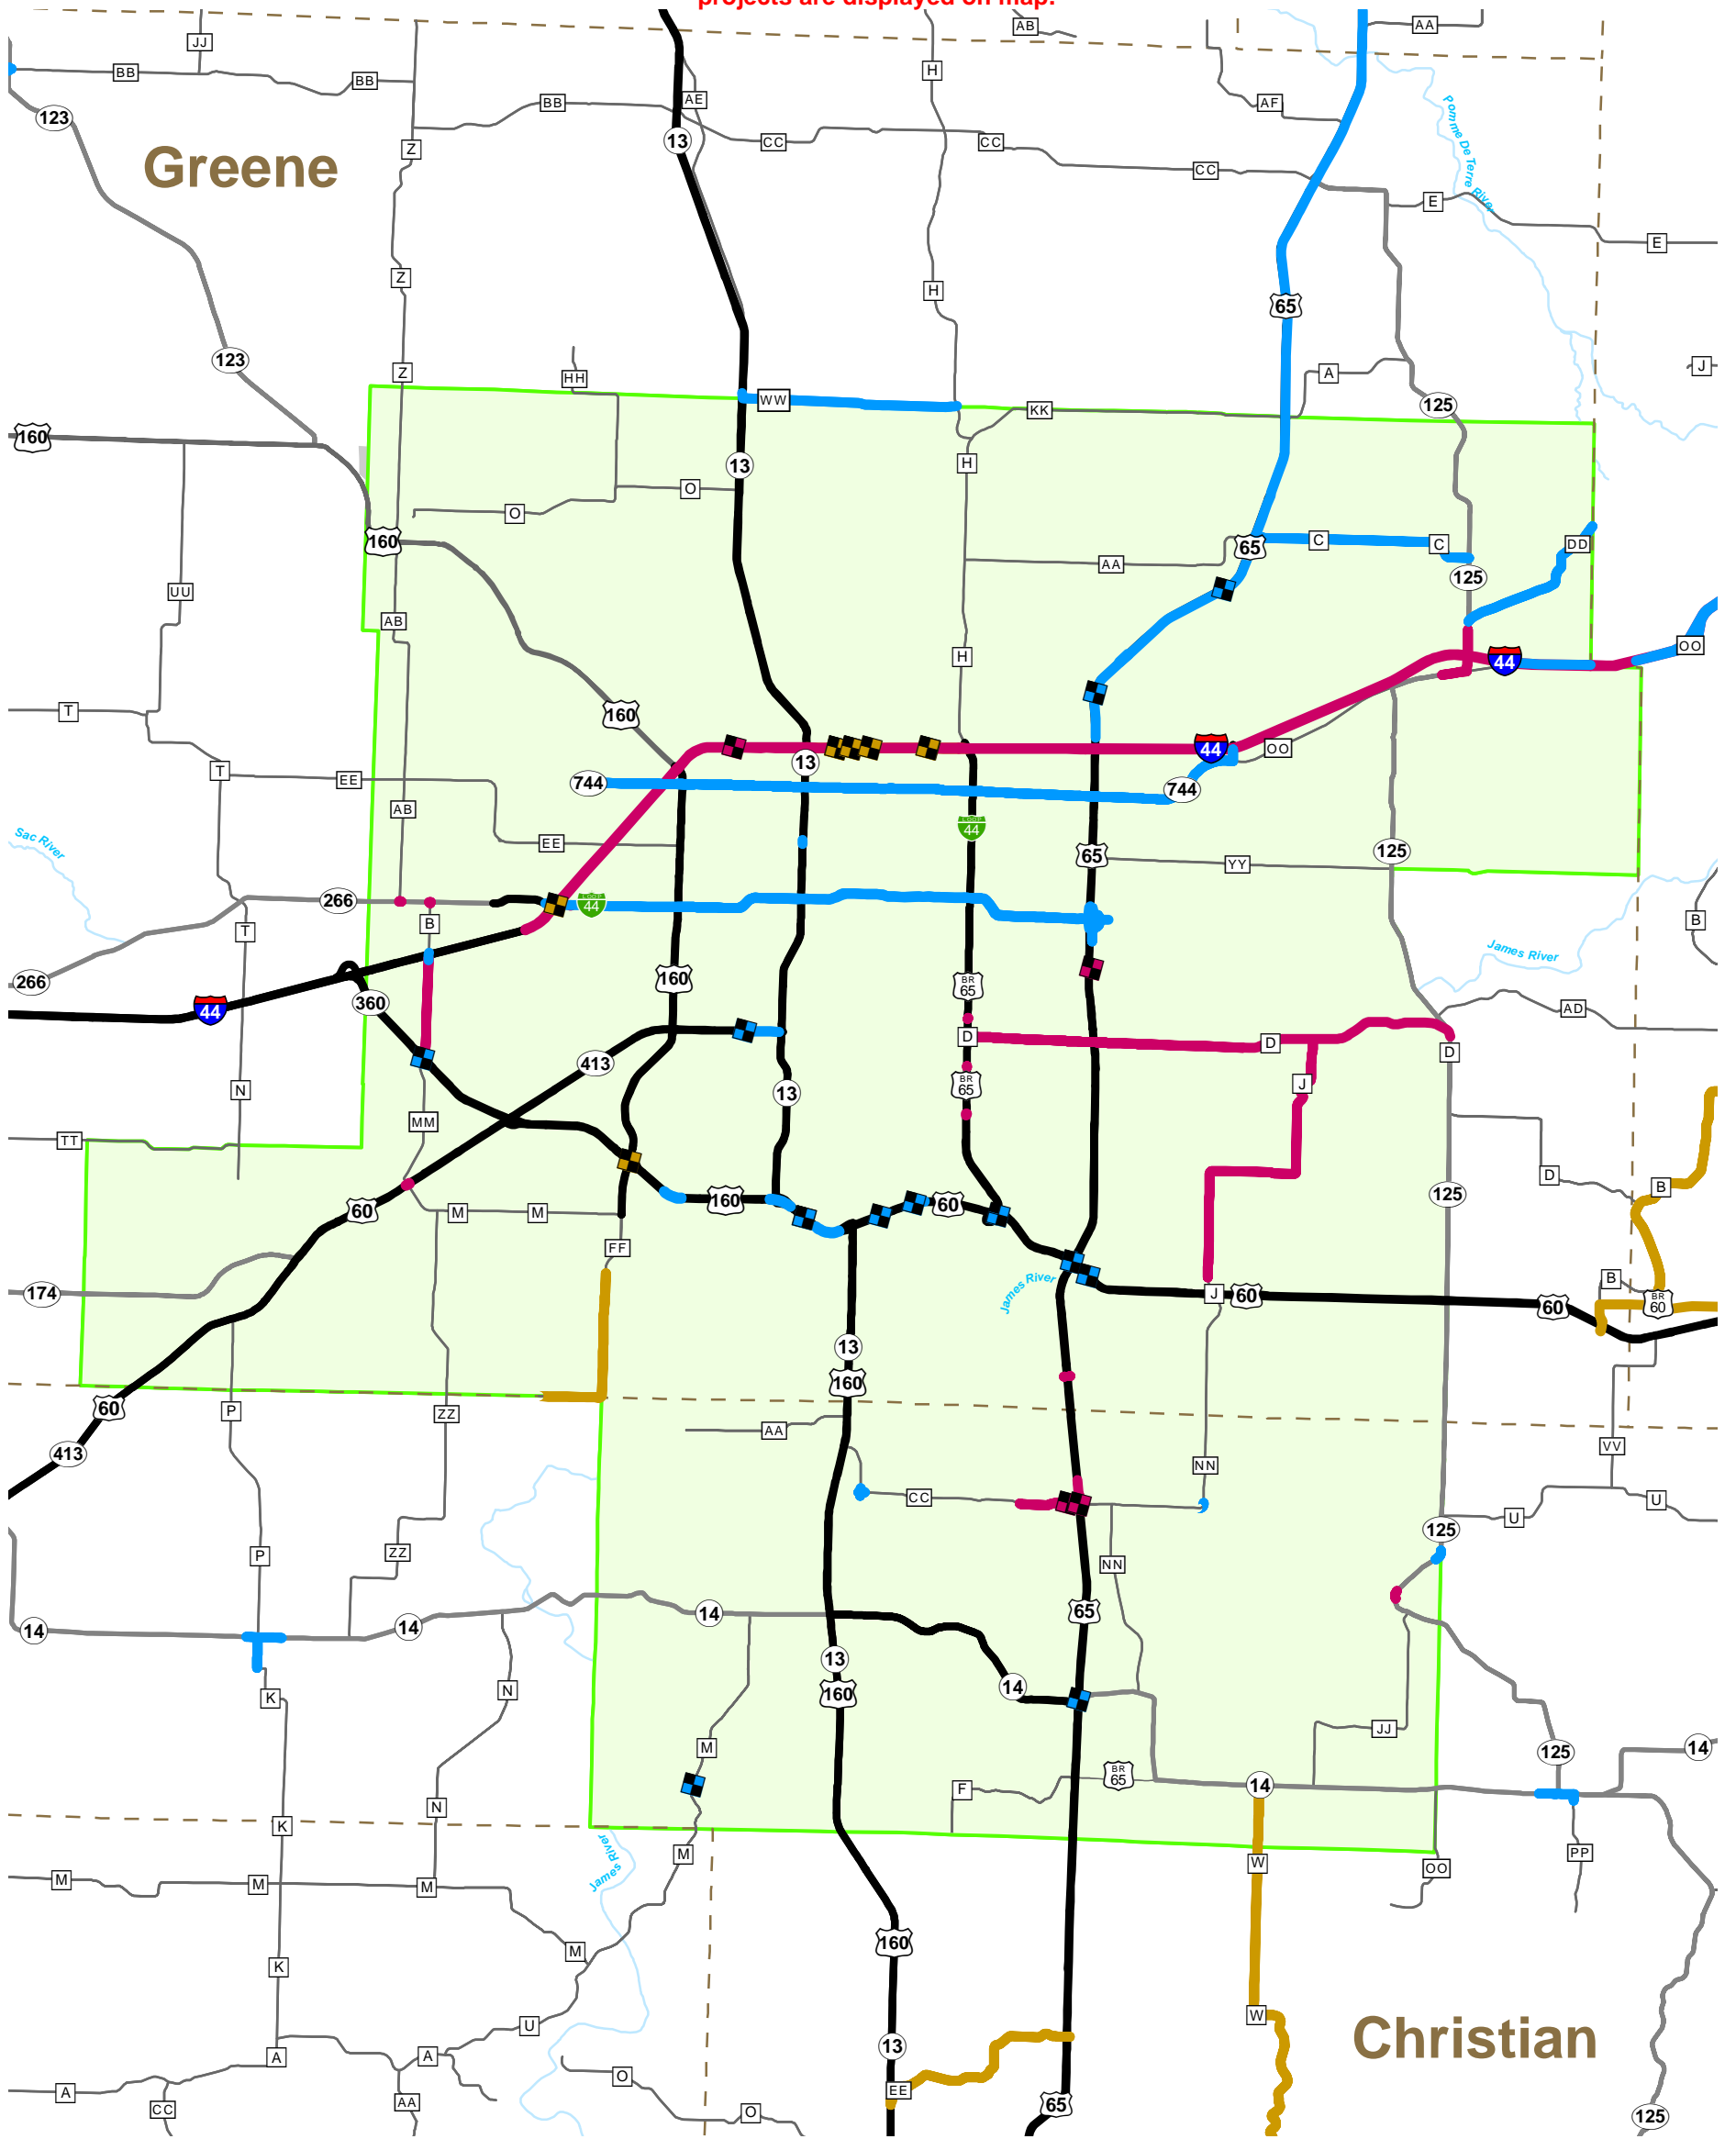 projects are displayed on map.
AB
AA
JJ
BB
BB
H
AE
BB
AF
123
13
CC
CC
Z
Greene
CC
Pomme De Terre
River
E
E
Z
H
65
123
Z
HH
A
J
WW
KK
125
160
13
H
O
O
160
65
C
C
DD
AA
125
UU
AB
H
44
OO
T
160
44
OO
13
T
EE
744
744
AB
LOOP
44
Sac River
EE
65
125
YY
266
LOOP
44
B
B
T
James River
266
160
BR
65
44
360
AD
D
D
D
413
J
BR
65
N
13
MM
TT
D
B
125
160
60
60
M
M
FF
James River
B
174
J
60
60
BR
60
13
160
60
P
ZZ
AA
VV
413
NN
CC
U
U
125
P
ZZ
NN
14
14
14
65
13
N
14
160
K
M
JJ
125
14
BR
65
14
F
N
K
W
PP
M
James River
OO
M
M
M
160
M
K
W
U
Christian
13
A
A
O
EE
A
CC
AA
O
65
125